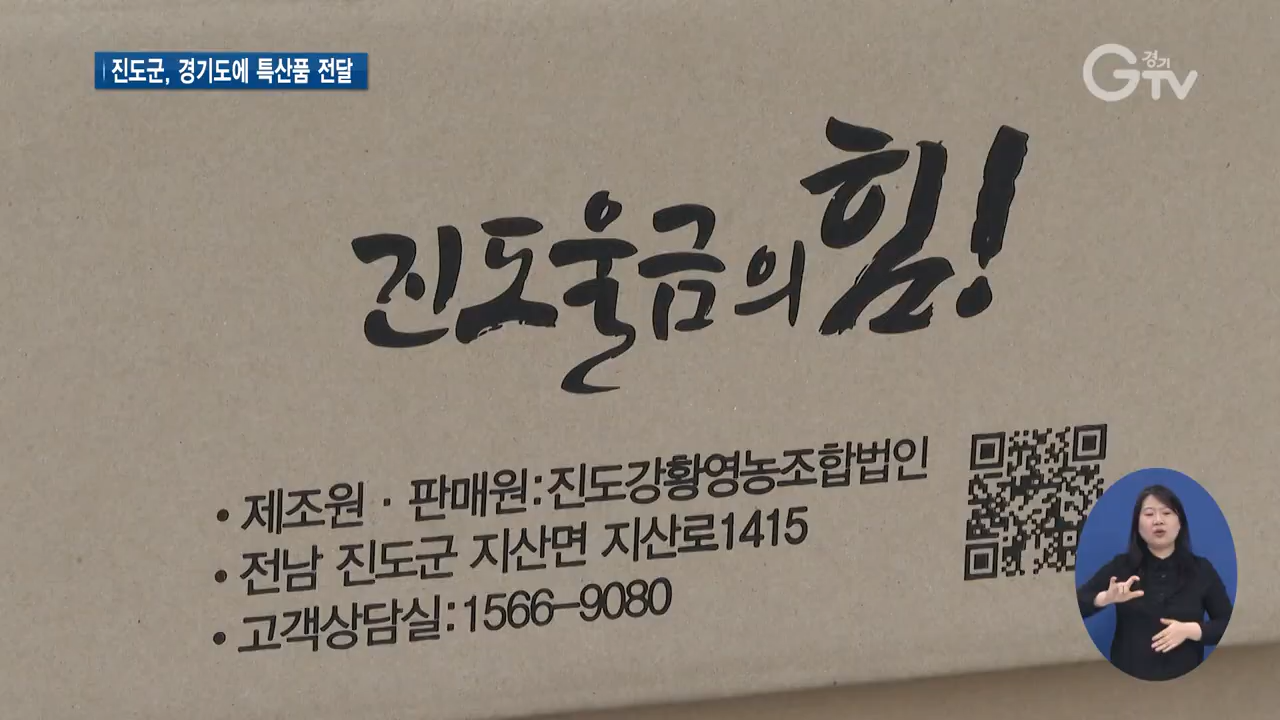 진도군, 경기도에 특산품 전달
G경기TV
진도울금의 힘!
• 제조원 · 판매원:진도강황영농조합법인
• 전남 진도군 지산면 지산로1415
• 고객상담실:1566-9080